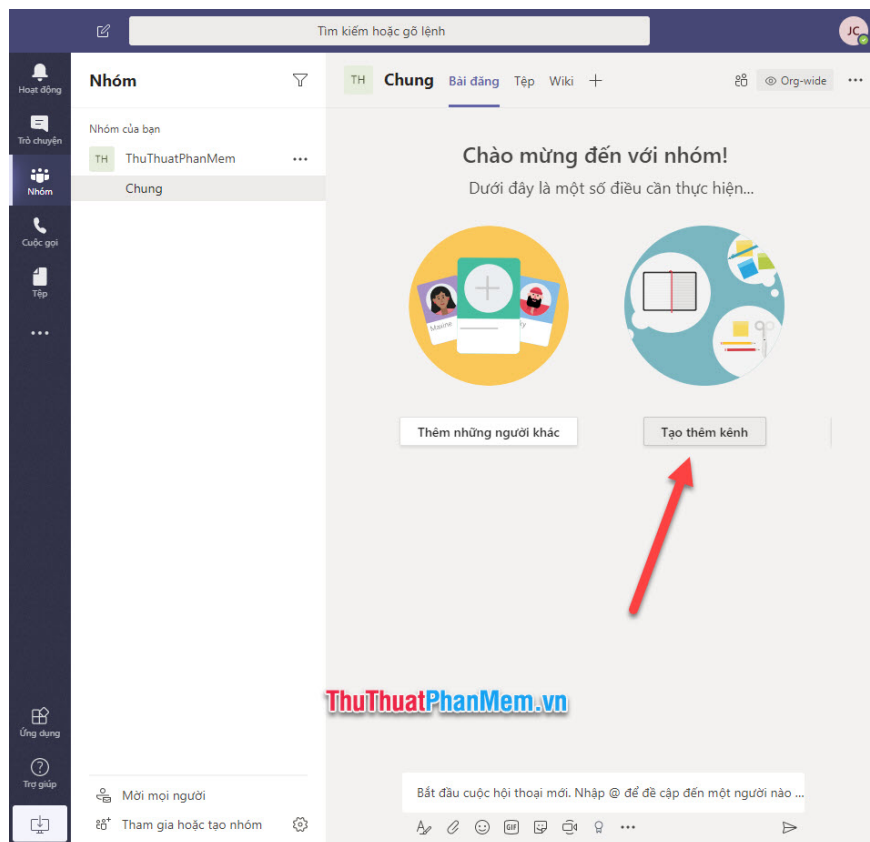 Tìm kiếm hoặc gõ lệnh
JC
Hoạt động
Trò chuyện
Nhóm
Cuộc gọi
Tệp
Ứng dụng
Trợ giúp
Nhóm
Nhóm của bạn
TH ThuThuatPhanMem
Chung
Mời mọi người
Tham gia hoặc tạo nhóm
TH Chung Bài đăng Tệp Wiki Org-wide
Chào mừng đến với nhóm!
Dưới đây là một số điều cần thực hiện...
Maxine
Thêm những người khác
Tạo thêm kênh
ThuThuatPhanMem.vn
Bắt đầu cuộc hội thoại mới. Nhập @ để đề cập đến một người nào ...
GIF